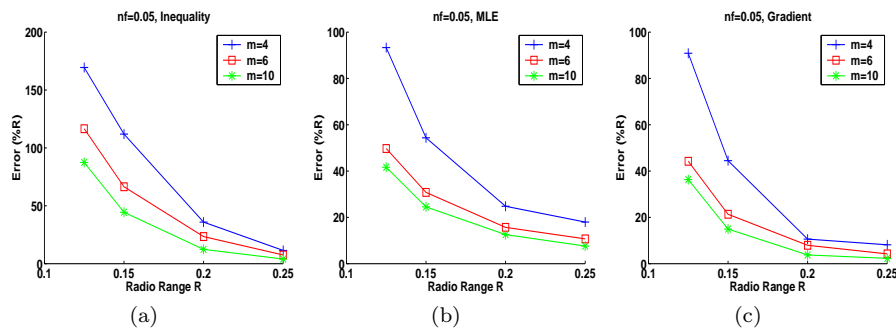 nf=0.05, Inequality
200
150
100
50
0
0.1
0.15
0.2
0.25
Error (%R)
Radio Range R
m=4
m=6
m=10
(a)
nf=0.05, MLE
100
80
60
40
20
0
0.1
0.15
0.2
0.25
Error (%R)
Radio Range R
m=4
m=6
m=10
(b)
nf=0.05, Gradient
100
80
60
40
20
0
0.1
0.15
0.2
0.25
Error (%R)
Radio Range R
m=4
m=6
m=10
(c)